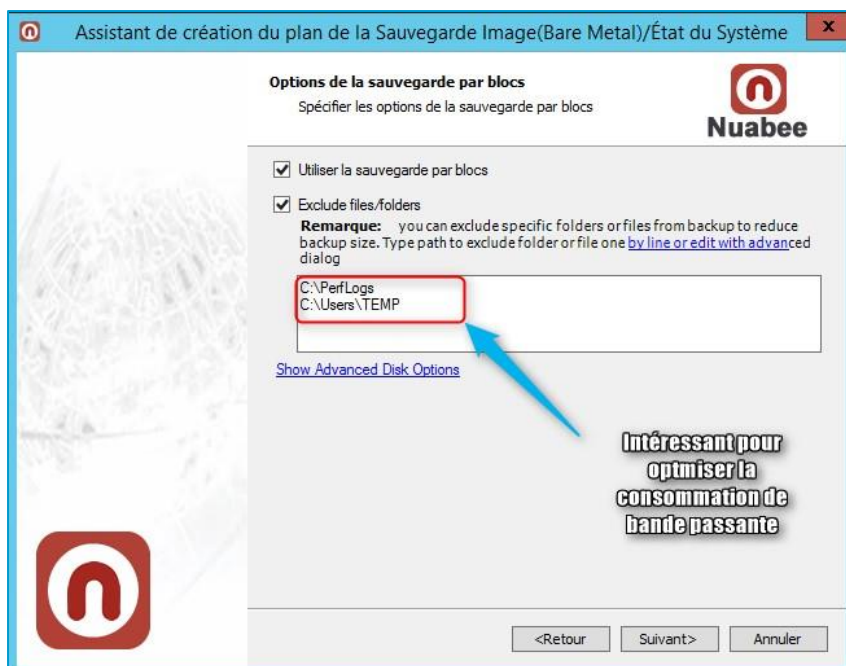 Assistant de création du plan de la Sauvegarde Image(Bare Metal)/État du Système
x
Options de la sauvegarde par blocs
Spécifier les options de la sauvegarde par blocs
Nuabee
Utiliser la sauvegarde par blocs
Exclude files/folders
Remarque: you can exclude specific folders or files from backup to reduce
backup size. Type path to exclude folder or file one by line or edit with advanced
dialog
C:\PerfLogs
C:\Users\TEMP
Show Advanced Disk Options
Intéressant pour
optmiser la
consommation de
bande passante
<Retour
Suivant>
Annuler